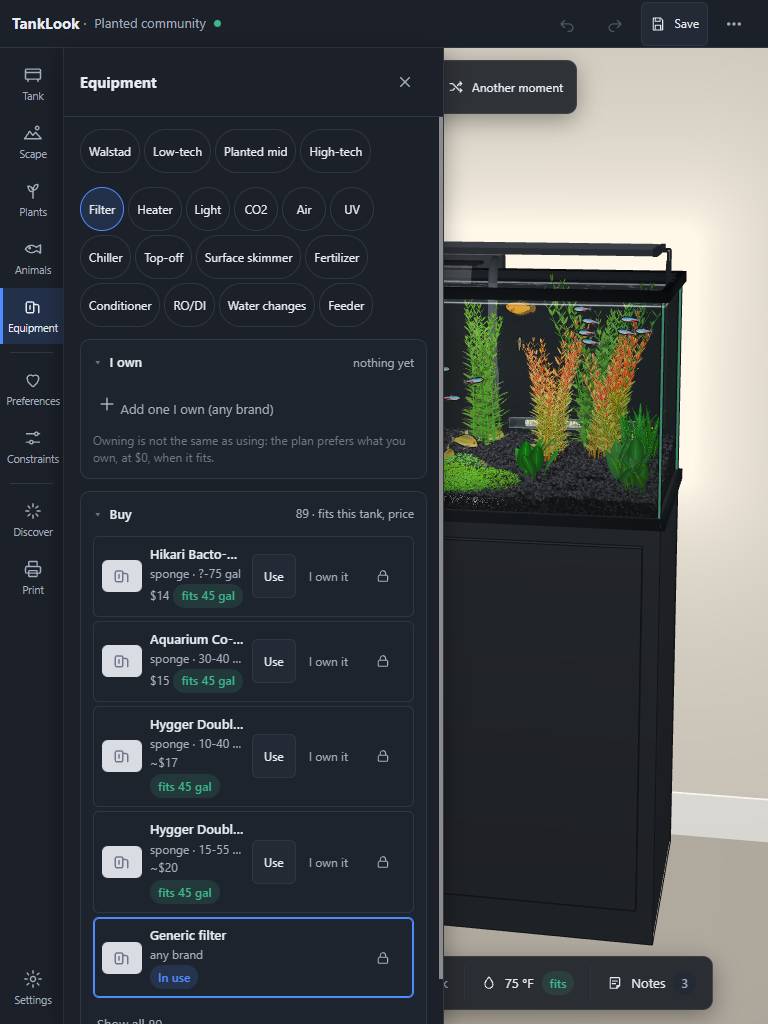 TankLook · Planted community
Save
Tank
Scape
Plants
Animals
Equipment
Preferences
Constraints
Discover
Print
Settings
Equipment
Walstad
Low-tech
Planted mid
High-tech
Filter
Heater
Light
CO2
Air
UV
Chiller
Top-off
Surface skimmer
Fertilizer
Conditioner
RO/DI
Water changes
Feeder
I own
nothing yet
Add one I own (any brand)
Owning is not the same as using: the plan prefers what you
own, at $0, when it fits.
Buy
89 · fits this tank, price
Hikari Bacto-...
sponge · ?-75 gal
$14 fits 45 gal
Use
I own it
Aquarium Co-...
sponge · 30-40 ...
$15 fits 45 gal
Use
I own it
Hygger Doubl...
sponge · 10-40 ...
~$17
fits 45 gal
Use
I own it
Hygger Doubl...
sponge · 15-55 ...
~$20
fits 45 gal
Use
I own it
Generic filter
any brand
In use
Another moment
75 °F fits
Notes 3